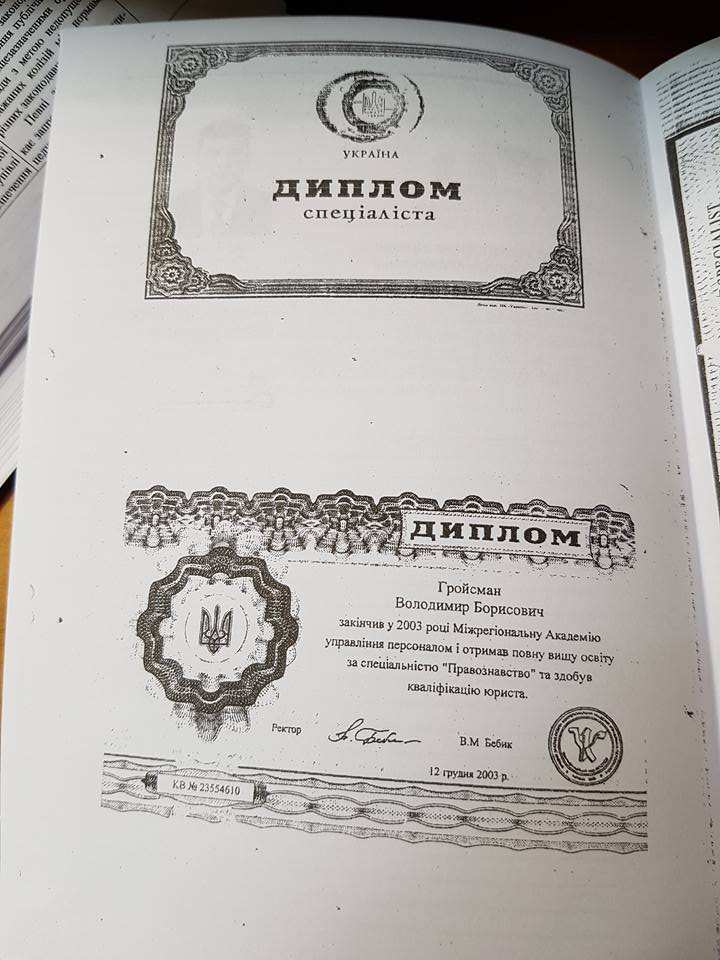 УКРАЇНА
ДИПЛОМ
спеціаліста
ДИПЛОМ
Гройсман
Володимир Борисович
закінчив у 2003 році Міжрегіональну Академію
управління персоналом і отримав повну вищу освіту
за спеціальністю "Правознавство" та здобув
кваліфікацію юриста.
Ректор
В.М Бебик
12 грудня 2003 р.
КВ № 23554610